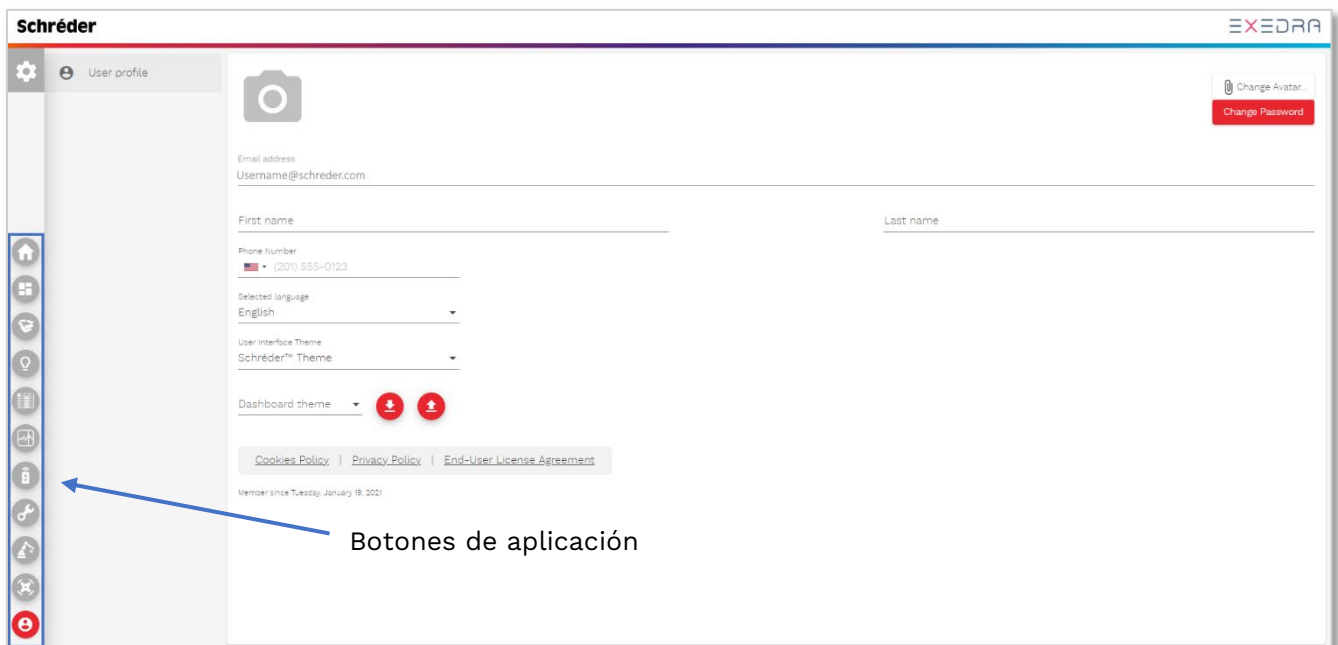 Schréder
EXEDRA
User profile
Change Avatar...
Change Password
Email address
Username@schreder.com
First name
Last name
Phone Number
(201) 555-0123
Selected language
English
User Interface Theme
Schréder™ Theme
Dashboard theme
Cookies Policy | Privacy Policy | End-User License Agreement
Member since Tuesday, January 19, 2021
Botones de aplicación